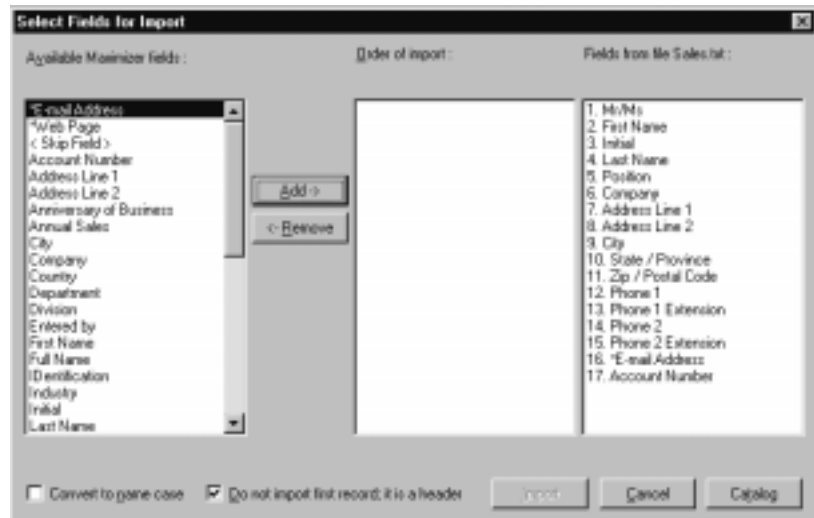 Select Fields for Import
Available Maximizer fields :
Order of import :
Fields from file Sales.txt :
*E-mail Address
*Web Page
< Skip Field >
Account Number
Address Line 1
Address Line 2
Anniversary of Business
Annual Sales
City
Company
Country
Department
Division
Entered by
First Name
Full Name
IDentification
Industry
Initial
Last Name
Add ->
<- Remove
1. Mr/Ms
2. First Name
3. Initial
4. Last Name
5. Position
6. Company
7. Address Line 1
8. Address Line 2
9. City
10. State / Province
11. Zip / Postal Code
12. Phone 1
13. Phone 1 Extension
14. Phone 2
15. Phone 2 Extension
16. *E-mail Address
17. Account Number
Convert to name case
Do not import first record; it is a header
Import
Cancel
Catalog